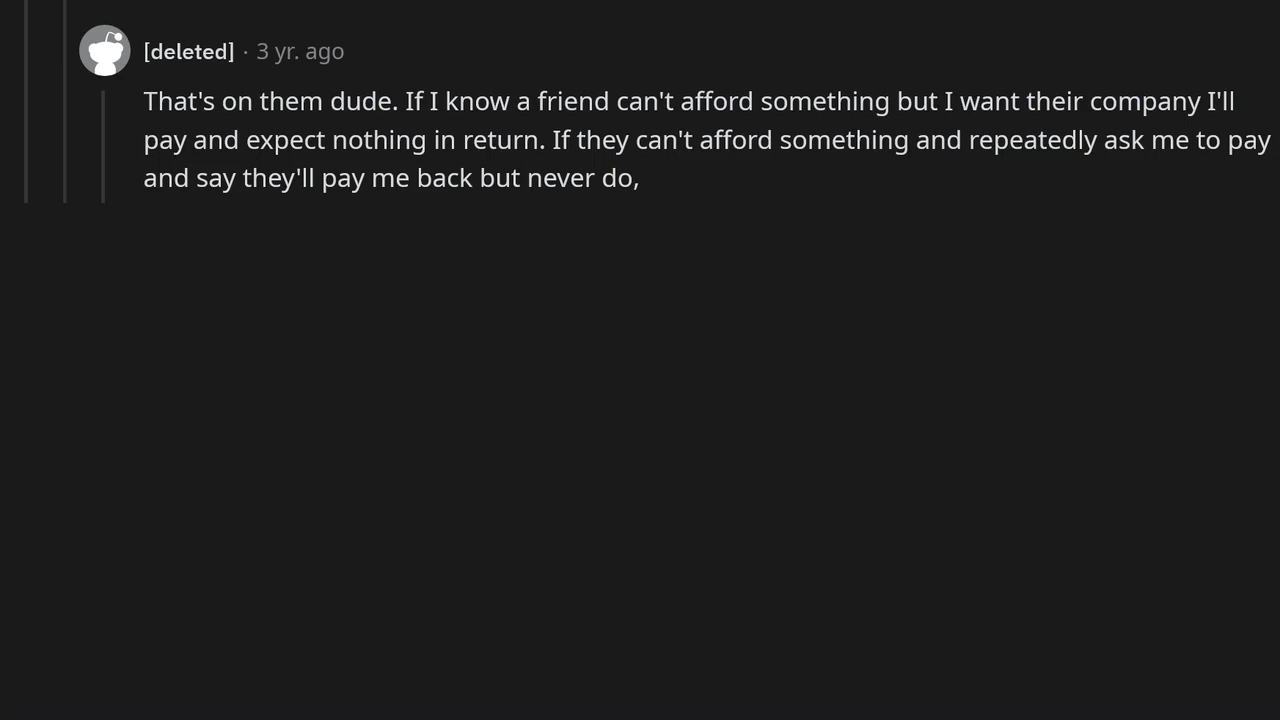 [deleted] · 3 yr. ago
That's on them dude. If I know a friend can't afford something but I want their company I'll
pay and expect nothing in return. If they can't afford something and repeatedly ask me to pay
and say they'll pay me back but never do,